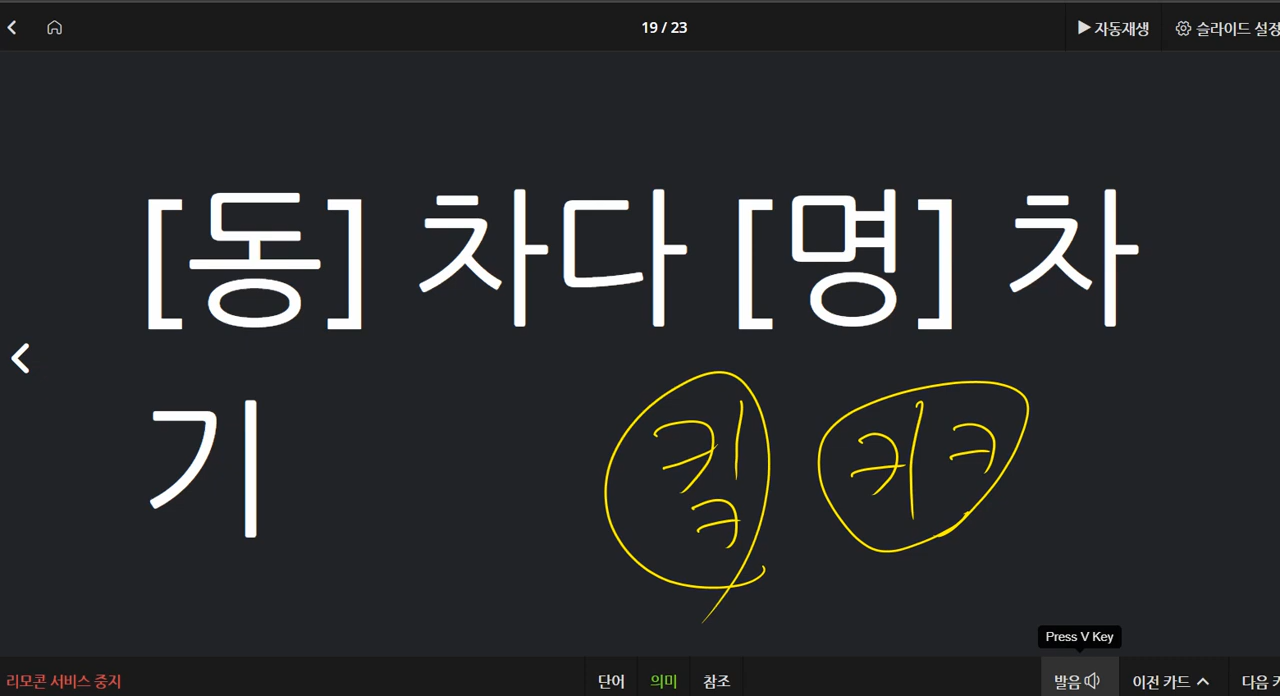 19 / 23
▶ 자동재생
슬라이드 설정
[동] 차다 [명] 차
기
킼 키ㅋ
Press V Key
리모콘 서비스 중지
단어
의미
참조
발음
이전 카드
다음